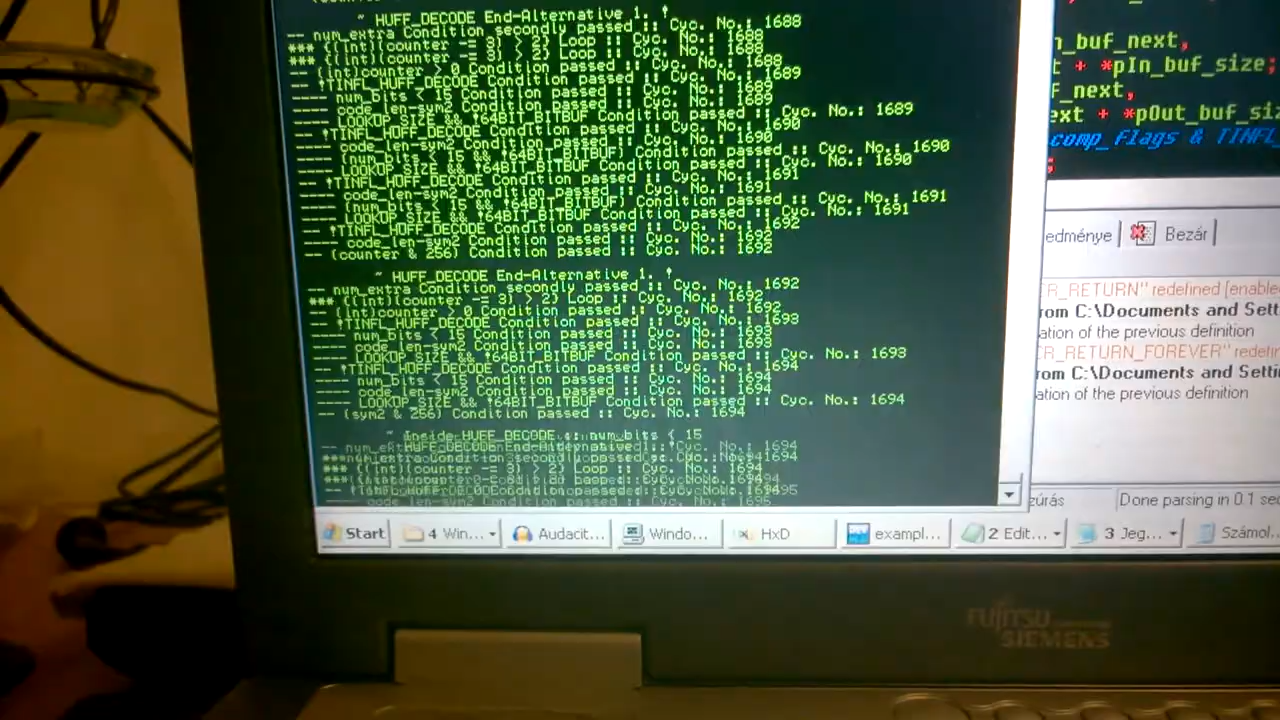 ~ HUFF_DECODE End-Alternative 1. !
-- num_extra Condition secondly passed :: Cyc. No.: 1688
*** {(int)(counter -= 3) > 2} Loop :: Cyc. No.: 1688
*** {(int)(counter -= 3) > 2} Loop :: Cyc. No.: 1688
-- (int)counter > 0 Condition passed :: Cyc. No.: 1688
-- !TINFL_HUFF_DECODE Condition passed :: Cyc. No.: 1689
---- num_bits < 15 Condition passed :: Cyc. No.: 1689
---- code_len-sym2 Condition passed :: Cyc. No.: 1689
---- LOOKUP_SIZE && !64BIT_BITBUF Condition passed :: Cyc. No.: 1689
-- !TINFL_HUFF_DECODE Condition passed :: Cyc. No.: 1690
---- code_len-sym2 Condition passed :: Cyc. No.: 1690
---- (num_bits < 15 && !64BIT_BITBUF) Condition passed :: Cyc. No.: 1690
---- LOOKUP_SIZE && !64BIT_BITBUF Condition passed :: Cyc. No.: 1690
-- !TINFL_HUFF_DECODE Condition passed :: Cyc. No.: 1691
---- code_len-sym2 Condition passed :: Cyc. No.: 1691
---- (num_bits < 15 && !64BIT_BITBUF) Condition passed :: Cyc. No.: 1691
---- LOOKUP_SIZE && !64BIT_BITBUF Condition passed :: Cyc. No.: 1691
-- !TINFL_HUFF_DECODE Condition passed :: Cyc. No.: 1692
---- code_len-sym2 Condition passed :: Cyc. No.: 1692
-- (counter & 256) Condition passed :: Cyc. No.: 1692
~ HUFF_DECODE End-Alternative 1. !
-- num_extra Condition secondly passed :: Cyc. No.: 1692
*** {(int)(counter -= 3) > 2} Loop :: Cyc. No.: 1692
-- (int)counter > 0 Condition passed :: Cyc. No.: 1692
-- !TINFL_HUFF_DECODE Condition passed :: Cyc. No.: 1693
---- num_bits < 15 Condition passed :: Cyc. No.: 1693
---- code_len-sym2 Condition passed :: Cyc. No.: 1693
---- LOOKUP_SIZE && !64BIT_BITBUF Condition passed :: Cyc. No.: 1693
-- !TINFL_HUFF_DECODE Condition passed :: Cyc. No.: 1694
---- num_bits < 15 Condition passed :: Cyc. No.: 1694
---- code_len-sym2 Condition passed :: Cyc. No.: 1694
---- LOOKUP_SIZE && !64BIT_BITBUF Condition passed :: Cyc. No.: 1694
-- (sym2 & 256) Condition passed :: Cyc. No.: 1694
~ Inside HUFF_DECODE :: num_bits < 15
*** {(int)(counter -= 3) > 2} Loop :: Cyc. No.: 1694
n_buf_next,
t + *pIn_buf_size;
f_next,
ext + *pOut_buf_siz
comp_flags & TINFL_
;
edménye
Bezár
ER_RETURN" redefined [enable
rom C:\Documents and Sett
ation of the previous definition
ER_RETURN_FOREVER" redefin
rom C:\Documents and Settin
ation of the previous definition
zúrás
Done parsing in 0.1 sec
Start
4 Win...
Audacit...
Windo...
HxD
exampl...
2 Edit...
3 Jeg...
Számol...
FUJITSU
SIEMENS